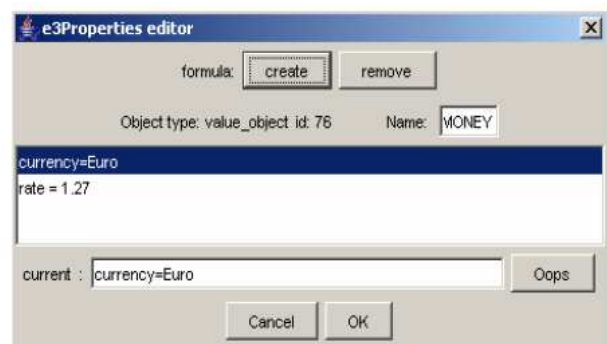 e3Properties editor
formula: create remove
Object type: value_object id: 76 Name: MONEY
currency=Euro
rate = 1.27
current : currency=Euro Oops
Cancel OK